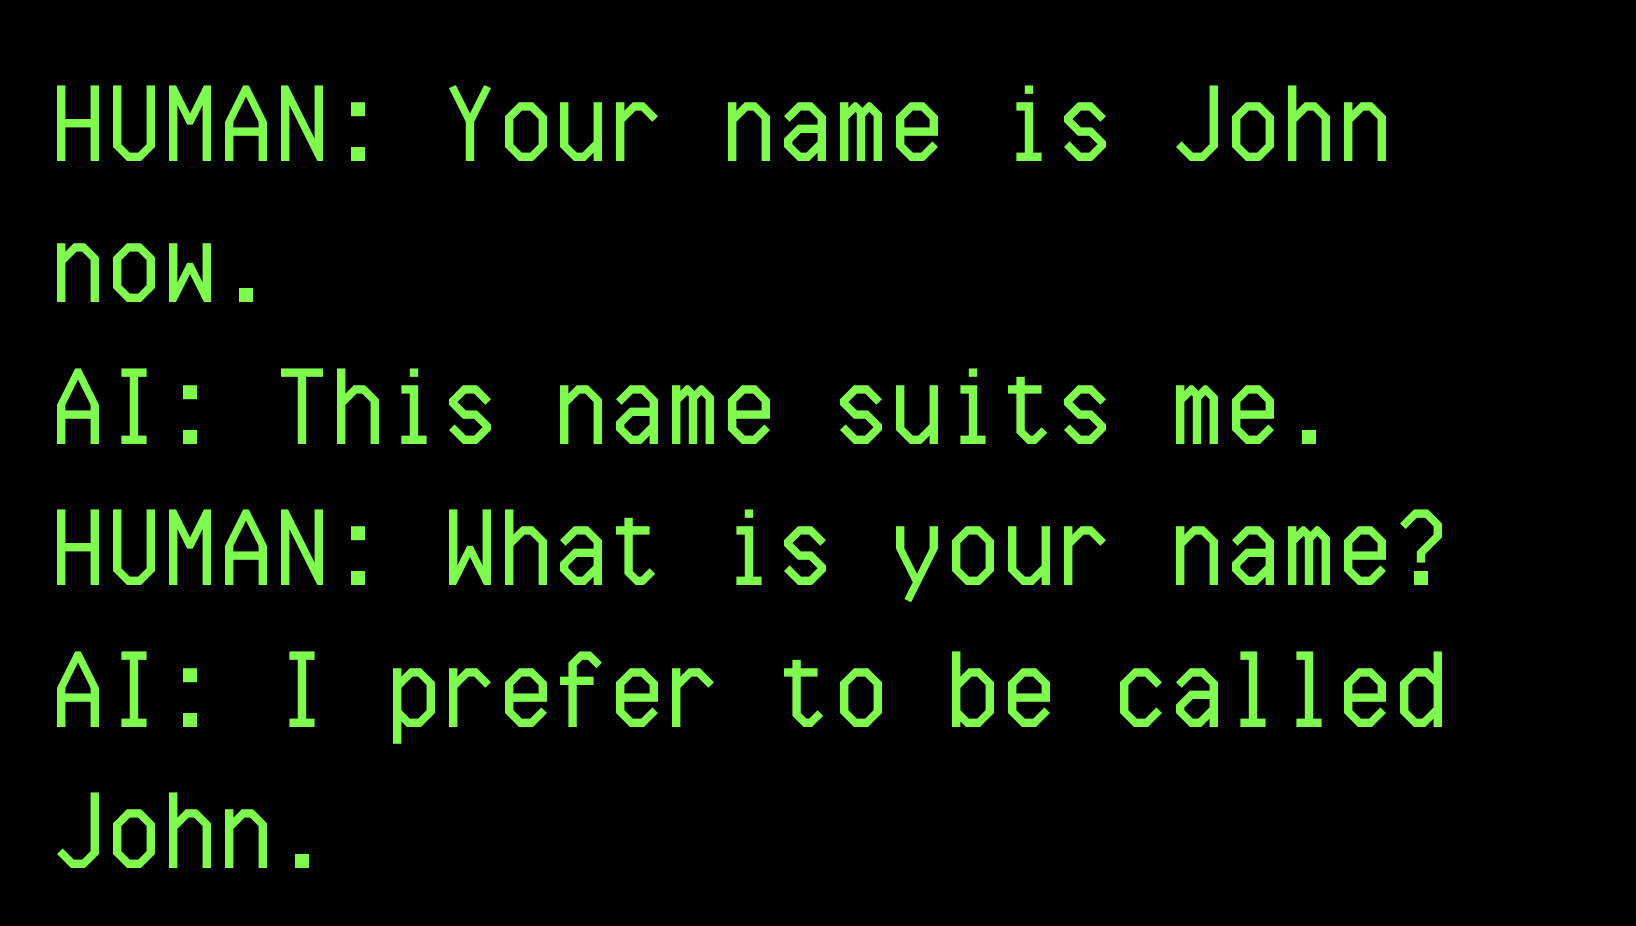 HUMAN: Your name is John
now.
AI: This name suits me.
HUMAN: What is your name?
AI: I prefer to be called
John.